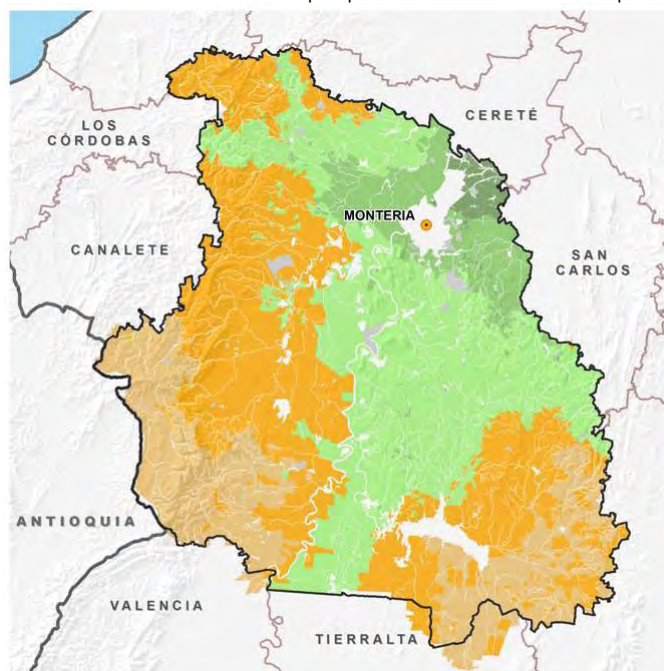 CERETÉ
LOS
CÓRDOBAS
MONTERIA
CANALETE
SAN
CARLOS
ANTIOQUIA
VALENCIA
TIERRALTA